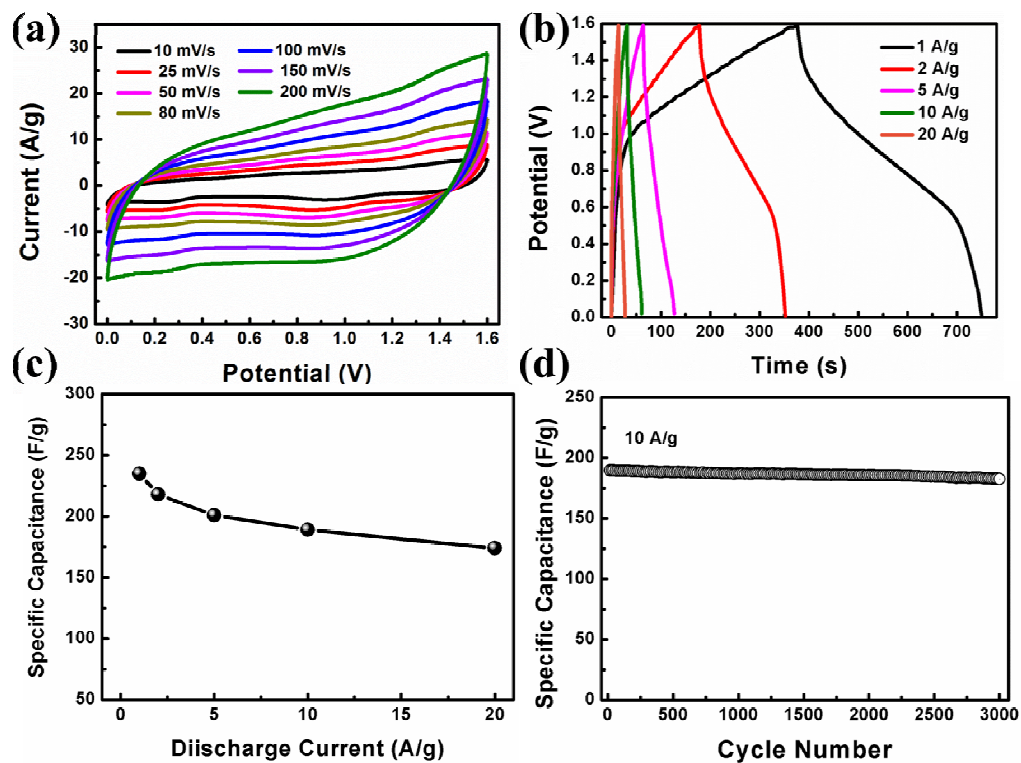 (a)
10 mV/s 100 mV/s
25 mV/s 150 mV/s
50 mV/s 200 mV/s
80 mV/s
30
20
10
0
-10
-20
-30
Current (A/g)
0.0 0.2 0.4 0.6 0.8 1.0 1.2 1.4 1.6
Potential (V)
(b)
1 A/g
2 A/g
5 A/g
10 A/g
20 A/g
1.6
1.4
1.2
1.0
0.8
0.6
0.4
0.2
0.0
Potential (V)
0 100 200 300 400 500 600 700
Time (s)
(c)
300
250
200
150
100
50
Specific Capacitance (F/g)
0 5 10 15 20
Diischarge Current (A/g)
(d)
10 A/g
250
200
150
100
50
0
Specific Capacitance (F/g)
0 500 1000 1500 2000 2500 3000
Cycle Number